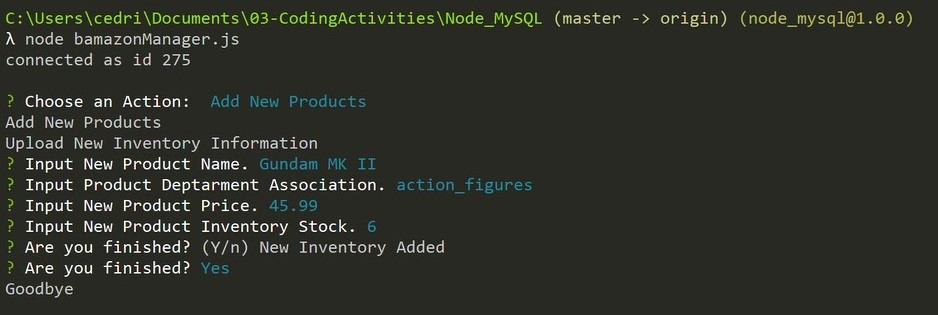 C:\Users\cedri\Documents\03-CodingActivities\Node_MySQL (master -> origin) (node_mysql@1.0.0)
λ node bamazonManager.js
connected as id 275
? Choose an Action:  Add New Products
Add New Products
Upload New Inventory Information
? Input New Product Name. Gundam MK II
? Input Product Deptarment Association. action_figures
? Input New Product Price. 45.99
? Input New Product Inventory Stock. 6
? Are you finished? (Y/n) New Inventory Added
? Are you finished? Yes
Goodbye